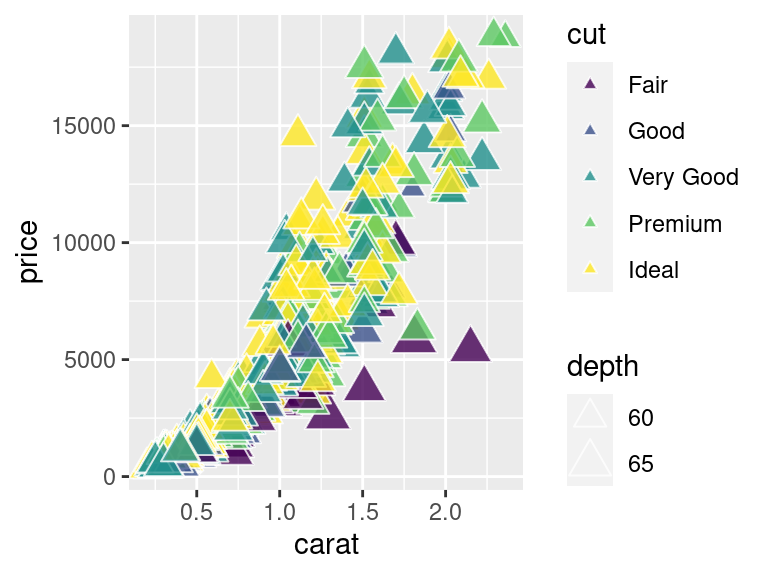 cut
Fair
Good
Very Good
Premium
Ideal
depth
60
65
price
15000
10000
5000
0
0.5 1.0 1.5 2.0
carat